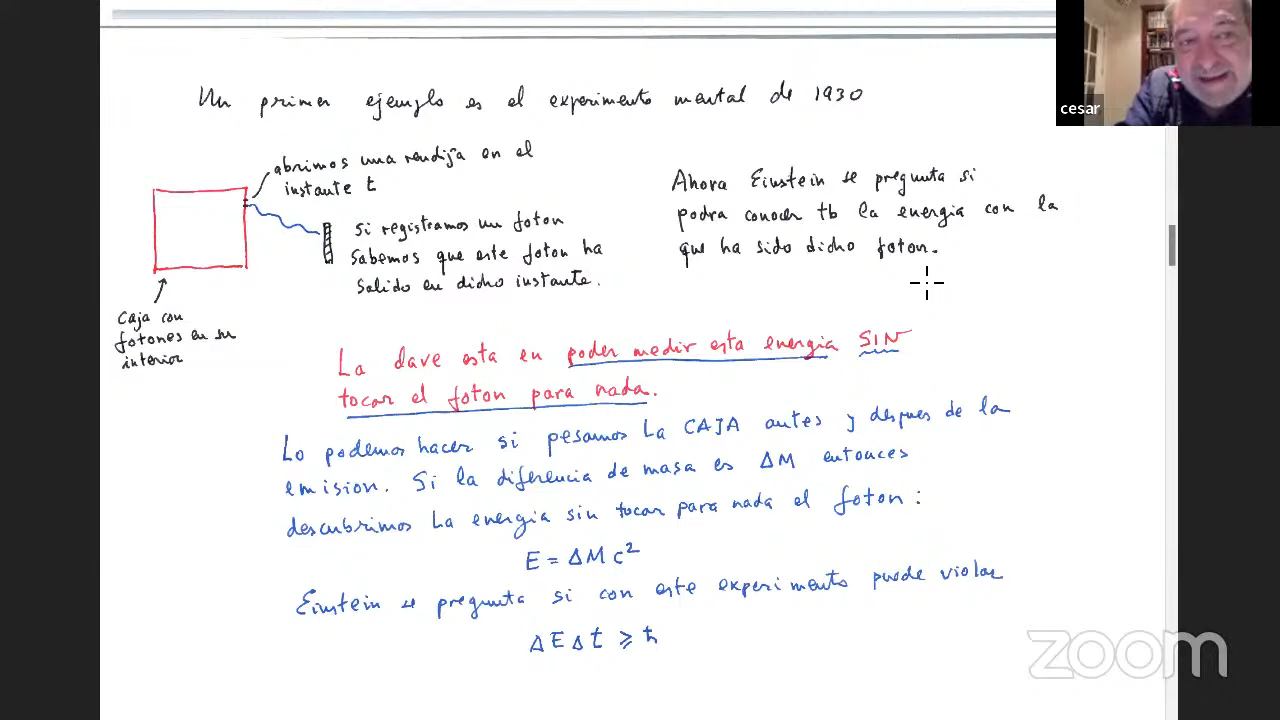 Un primer ejemplo es el experimento mental de 1930
cesar
abrimos una rendija en el
instante t
si registramos un foton
Sabemos que este foton ha
salido en dicho instante.
Caja con
fotones en su
interior
Ahora Einstein se pregunta si
podra conocer tb la energia con la
que ha sido dicho foton.
La clave esta en poder medir esta energia SIN
tocar el foton para nada.
Lo podemos hacer si pesamos La CAJA antes y despues de la
emision. Si la diferencia de masa es ΔM entonces
descubrimos La energia sin tocar para nada el foton:
E = ΔM c²
Einstein se pregunta si con este experimento puede violar
ΔE Δt ≥ ħ
zoom